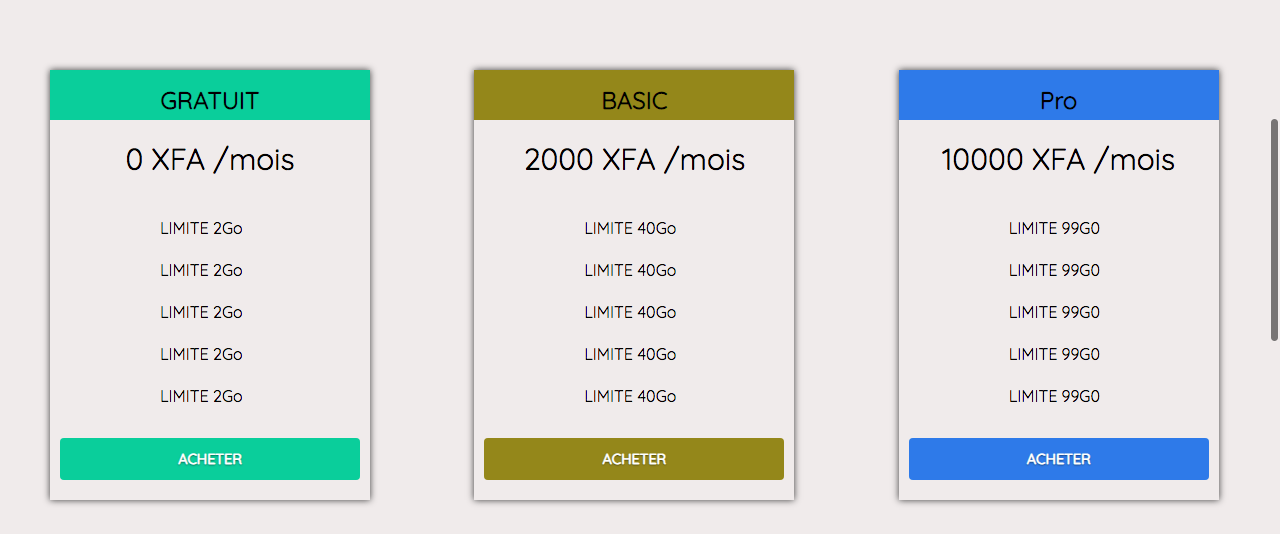 GRATUIT
0 XFA /mois
LIMITE 2Go
LIMITE 2Go
LIMITE 2Go
LIMITE 2Go
LIMITE 2Go
ACHETER
BASIC
2000 XFA /mois
LIMITE 40Go
LIMITE 40Go
LIMITE 40Go
LIMITE 40Go
LIMITE 40Go
ACHETER
Pro
10000 XFA /mois
LIMITE 99G0
LIMITE 99G0
LIMITE 99G0
LIMITE 99G0
LIMITE 99G0
ACHETER